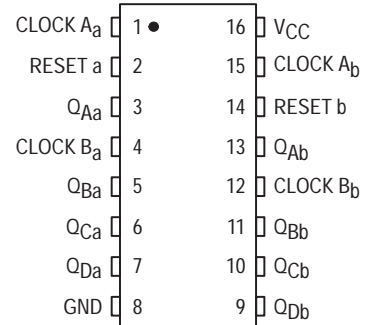 CLOCK Aa 1 16 VCC
RESET a 2 15 CLOCK Ab
QAa 3 14 RESET b
CLOCK Ba 4 13 QAb
QBa 5 12 CLOCK Bb
QCa 6 11 QBb
QDa 7 10 QCb
GND 8 9 QDb